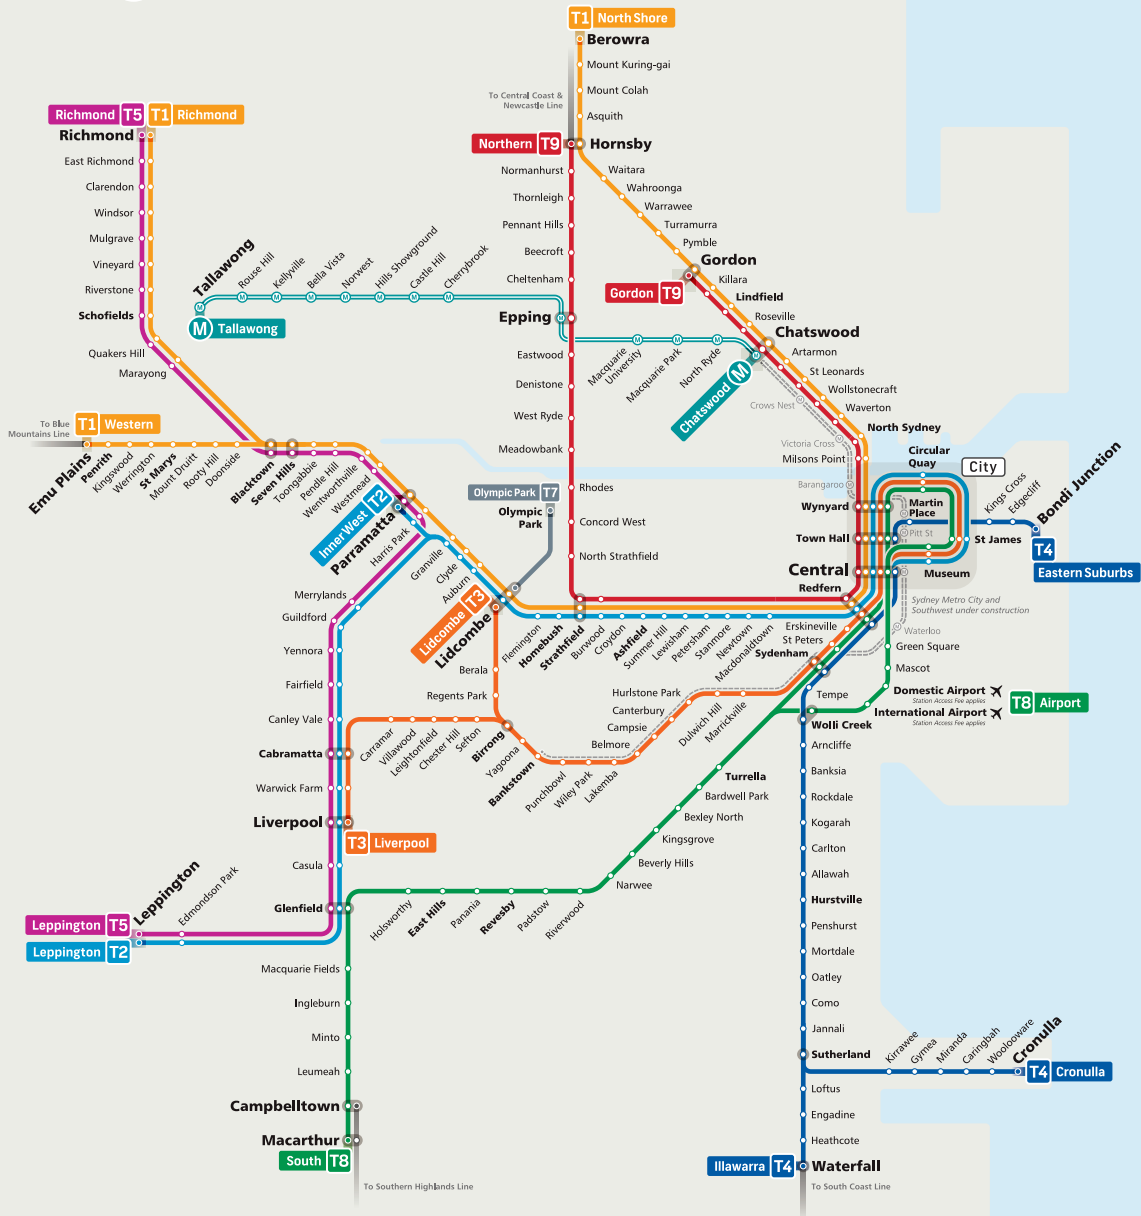 T1 North Shore
Berowra
Mount Kuring-gai
Mount Colah
Asquith
To Central Coast &
Newcastle Line
Northern T9
Hornsby
Richmond T5
T1 Richmond
Richmond
East Richmond
Clarendon
Windsor
Mulgrave
Vineyard
Riverstone
Schofields
Quakers Hill
Marayong
Normanhurst
Thornleigh
Pennant Hills
Beecroft
Cheltenham
Epping
Eastwood
Denistone
West Ryde
Meadowbank
Rhodes
Concord West
North Strathfield
Waitara
Wahroonga
Warrawee
Turramurra
Pymble
Gordon
Gordon T9
Killara
Lindfield
Roseville
Chatswood
Artarmon
St Leonards
Wollstonecraft
Waverton
North Sydney
Milsons Point
Tallawong
M Tallawong
Rouse Hill
Kellyville
Bella Vista
Norwest
Hills Showground
Castle Hill
Cherrybrook
Macquarie
University
Macquarie Park
North Ryde
Chatswood M
Crows Nest
Victoria Cross
Barangaroo
To Blue
Mountains Line
T1 Western
Emu Plains
Penrith
Kingswood
Werrington
St Marys
Mount Druitt
Rooty Hill
Doonside
Blacktown
Seven Hills
Toongabbie
Pendle Hill
Wentworthville
Westmead
Inner West T2
Parramatta
Harris Park
Granville
Clyde
Auburn
Lidcombe T3
Lidcombe
Olympic Park T7
Olympic
Park
Flemington
Homebush
Strathfield
Burwood
Croydon
Ashfield
Summer Hill
Lewisham
Petersham
Stanmore
Newtown
Macdonaldtown
Redfern
City
Circular
Quay
Wynyard
Martin
Place
Town Hall
Pitt St
St James
Central
Museum
Kings Cross
Edgecliff
Bondi Junction
T4
Eastern Suburbs
Sydney Metro City and
Southwest under construction
Waterloo
Erskineville
St Peters
Sydenham
Green Square
Mascot
Domestic Airport
Station Access Fee applies
International Airport
Station Access Fee applies
T8 Airport
Tempe
Wolli Creek
Merrylands
Guildford
Yennora
Fairfield
Canley Vale
Cabramatta
Warwick Farm
Liverpool
T3 Liverpool
Casula
Glenfield
Berala
Regents Park
Carramar
Villawood
Leightonfield
Chester Hill
Sefton
Birrong
Yagoona
Bankstown
Punchbowl
Wiley Park
Lakemba
Belmore
Campsie
Canterbury
Hurlstone Park
Dulwich Hill
Marrickville
Turrella
Bardwell Park
Bexley North
Kingsgrove
Beverly Hills
Narwee
Riverwood
Padstow
Revesby
Panania
East Hills
Holsworthy
Leppington T5
Leppington T2
Leppington
Edmondson Park
Macquarie Fields
Ingleburn
Minto
Leumeah
Campbelltown
Macarthur
South T8
To Southern Highlands Line
Arncliffe
Banksia
Rockdale
Kogarah
Carlton
Allawah
Hurstville
Penshurst
Mortdale
Oatley
Como
Jannali
Sutherland
Kirrawee
Gymea
Miranda
Caringbah
Woolooware
Cronulla
T4 Cronulla
Loftus
Engadine
Heathcote
Illawarra T4
Waterfall
To South Coast Line